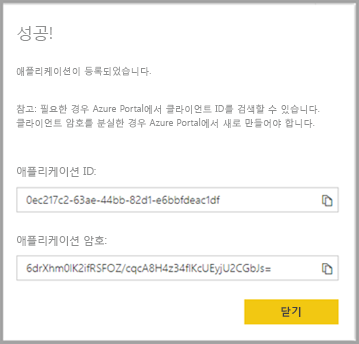 성공!
애플리케이션이 등록되었습니다.
참고: 필요한 경우 Azure Portal에서 클라이언트 ID를 검색할 수 있습니다.
클라이언트 암호를 분실한 경우 Azure Portal에서 새로 만들어야 합니다.
애플리케이션 ID:
0ec217c2-63ae-44bb-82d1-e6bbfdeac1df
애플리케이션 암호:
6drXhm0lK2ifRSFOZ/cqcA8H4z34flKcUEyjU2CGbJs=
닫기